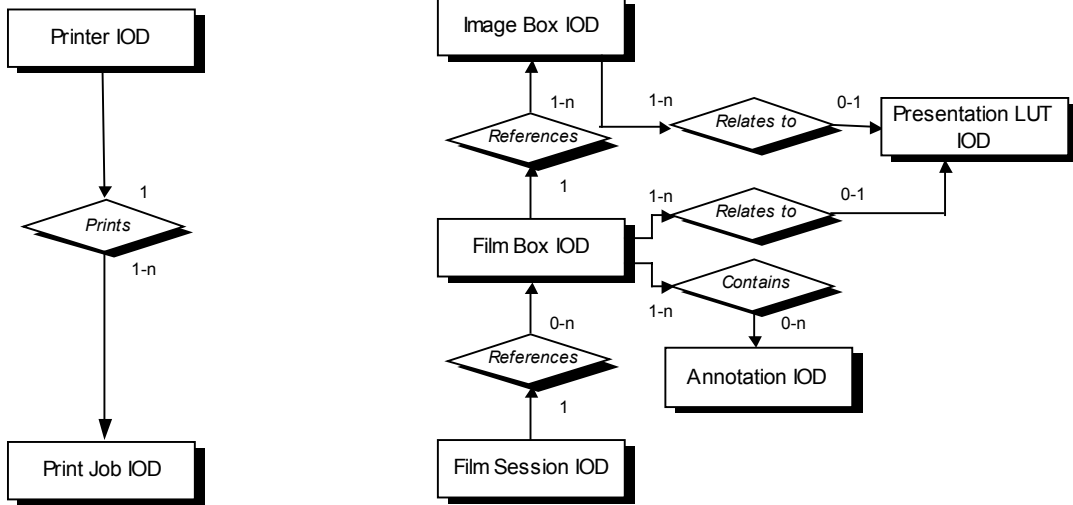 Printer IOD
1
Prints
1-n
Print Job IOD
Image Box IOD
1-n
References
1
1-n
Relates to
0-1
Presentation LUT
IOD
Film Box IOD
1-n
Relates to
0-1
1-n
Contains
0-n
Annotation IOD
0-n
References
1
Film Session IOD